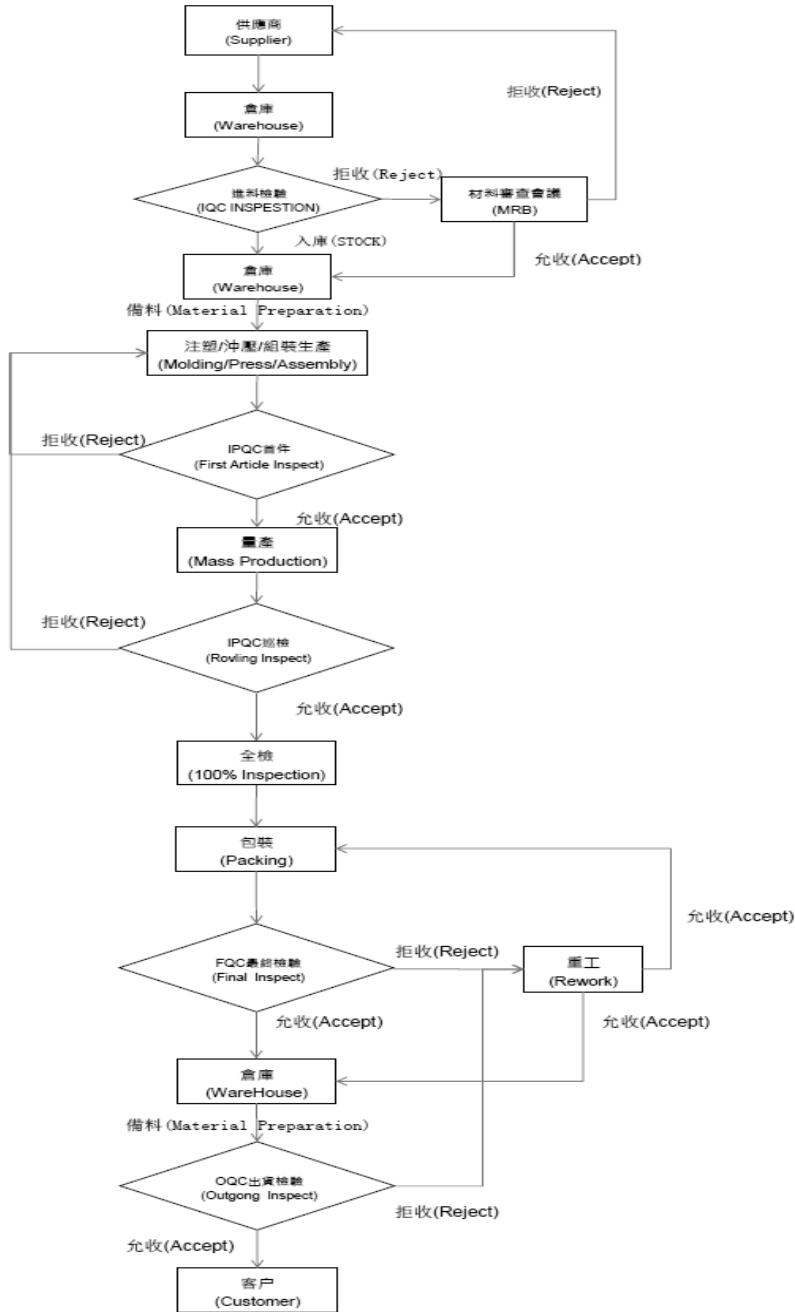 供應商
(Supplier)
拒收(Reject)
倉庫
(Warehouse)
拒收(Reject)
進料檢驗
(IQC INSPESTION)
材料審查會議
(MRB)
入庫(STOCK)
允收(Accept)
倉庫
(Warehouse)
備料(Material Preparation)
注塑/沖壓/組裝生產
(Molding/Press/Assembly)
拒收(Reject)
IPQC首件
(First Article Inspect)
允收(Accept)
量產
(Mass Production)
拒收(Reject)
IPQC巡檢
(Rovling Inspect)
允收(Accept)
全檢
(100% Inspection)
包裝
(Packing)
允收(Accept)
FQC最終檢驗
(Final Inspect)
拒收(Reject)
重工
(Rework)
允收(Accept)
允收(Accept)
倉庫
(WareHouse)
備料(Material Preparation)
OQC出貨檢驗
(Outgong Inspect)
拒收(Reject)
允收(Accept)
客户
(Customer)